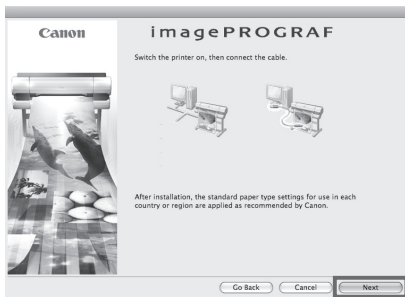 Canon
imagePROGRAF
Switch the printer on, then connect the cable.
After installation, the standard paper type settings for use in each
country or region are applied as recommended by Canon.
Go Back
Cancel
Next